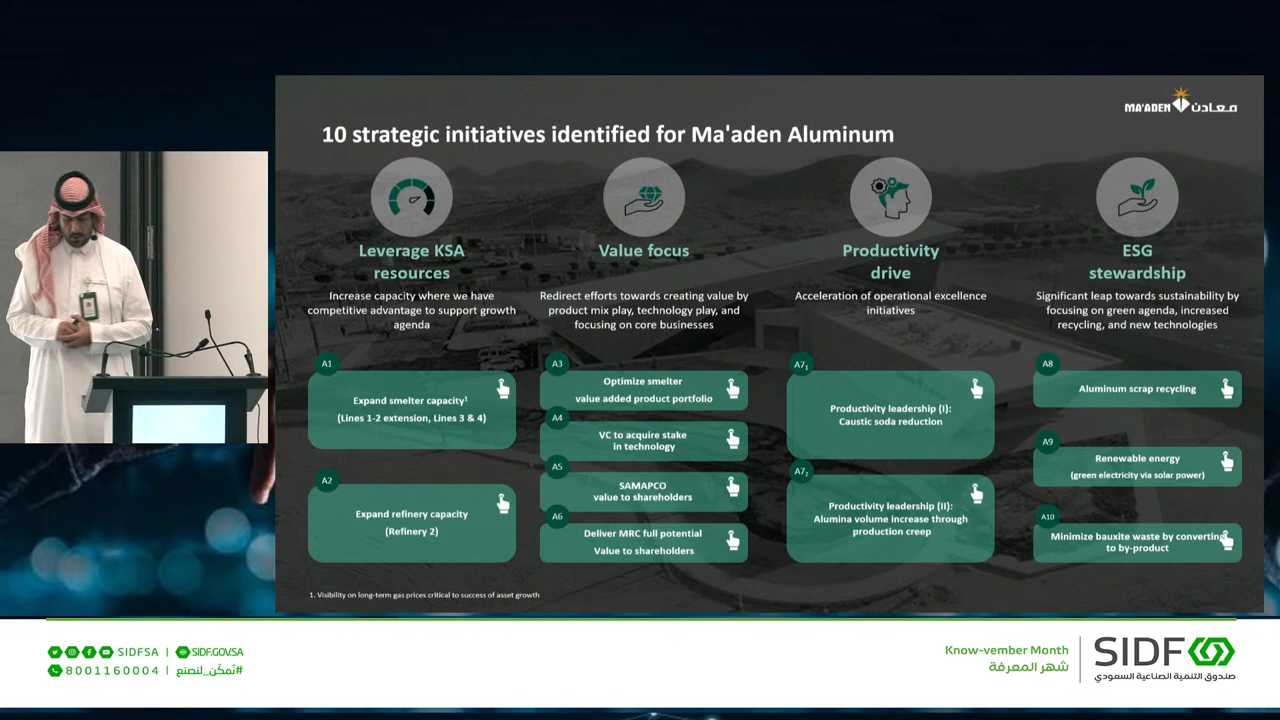 MA'ADEN معادن
10 strategic initiatives identified for Ma'aden Aluminum
Leverage KSA
resources
Increase capacity where we have
competitive advantage to support growth
agenda
A1
Expand smelter capacity¹
(Lines 1-2 extension, Lines 3 & 4)
A2
Expand refinery capacity
(Refinery 2)
Value focus
Redirect efforts towards creating value by
product mix play, technology play, and
focusing on core businesses
A3
Optimize smelter
value added product portfolio
A4
VC to acquire stake
in technology
A5
SAMAPCO
value to shareholders
A6
Deliver MRC full potential
Value to shareholders
Productivity
drive
Acceleration of operational excellence
initiatives
A7₁
Productivity leadership (I):
Caustic soda reduction
A7₂
Productivity leadership (II):
Alumina volume increase through
production creep
ESG
stewardship
Significant leap towards sustainability by
focusing on green agenda, increased
recycling, and new technologies
A8
Aluminum scrap recycling
A9
Renewable energy
(green electricity via solar power)
A10
Minimize bauxite waste by converting
to by-product
1. Visibility on long-term gas prices critical to success of asset growth
SIDFSA | SIDF.GOV.SA
8001160004 | #نُمكّن_لنصنع
Know-vember Month
شهر المعرفة
SIDF
صندوق التنمية الصناعية السعودي